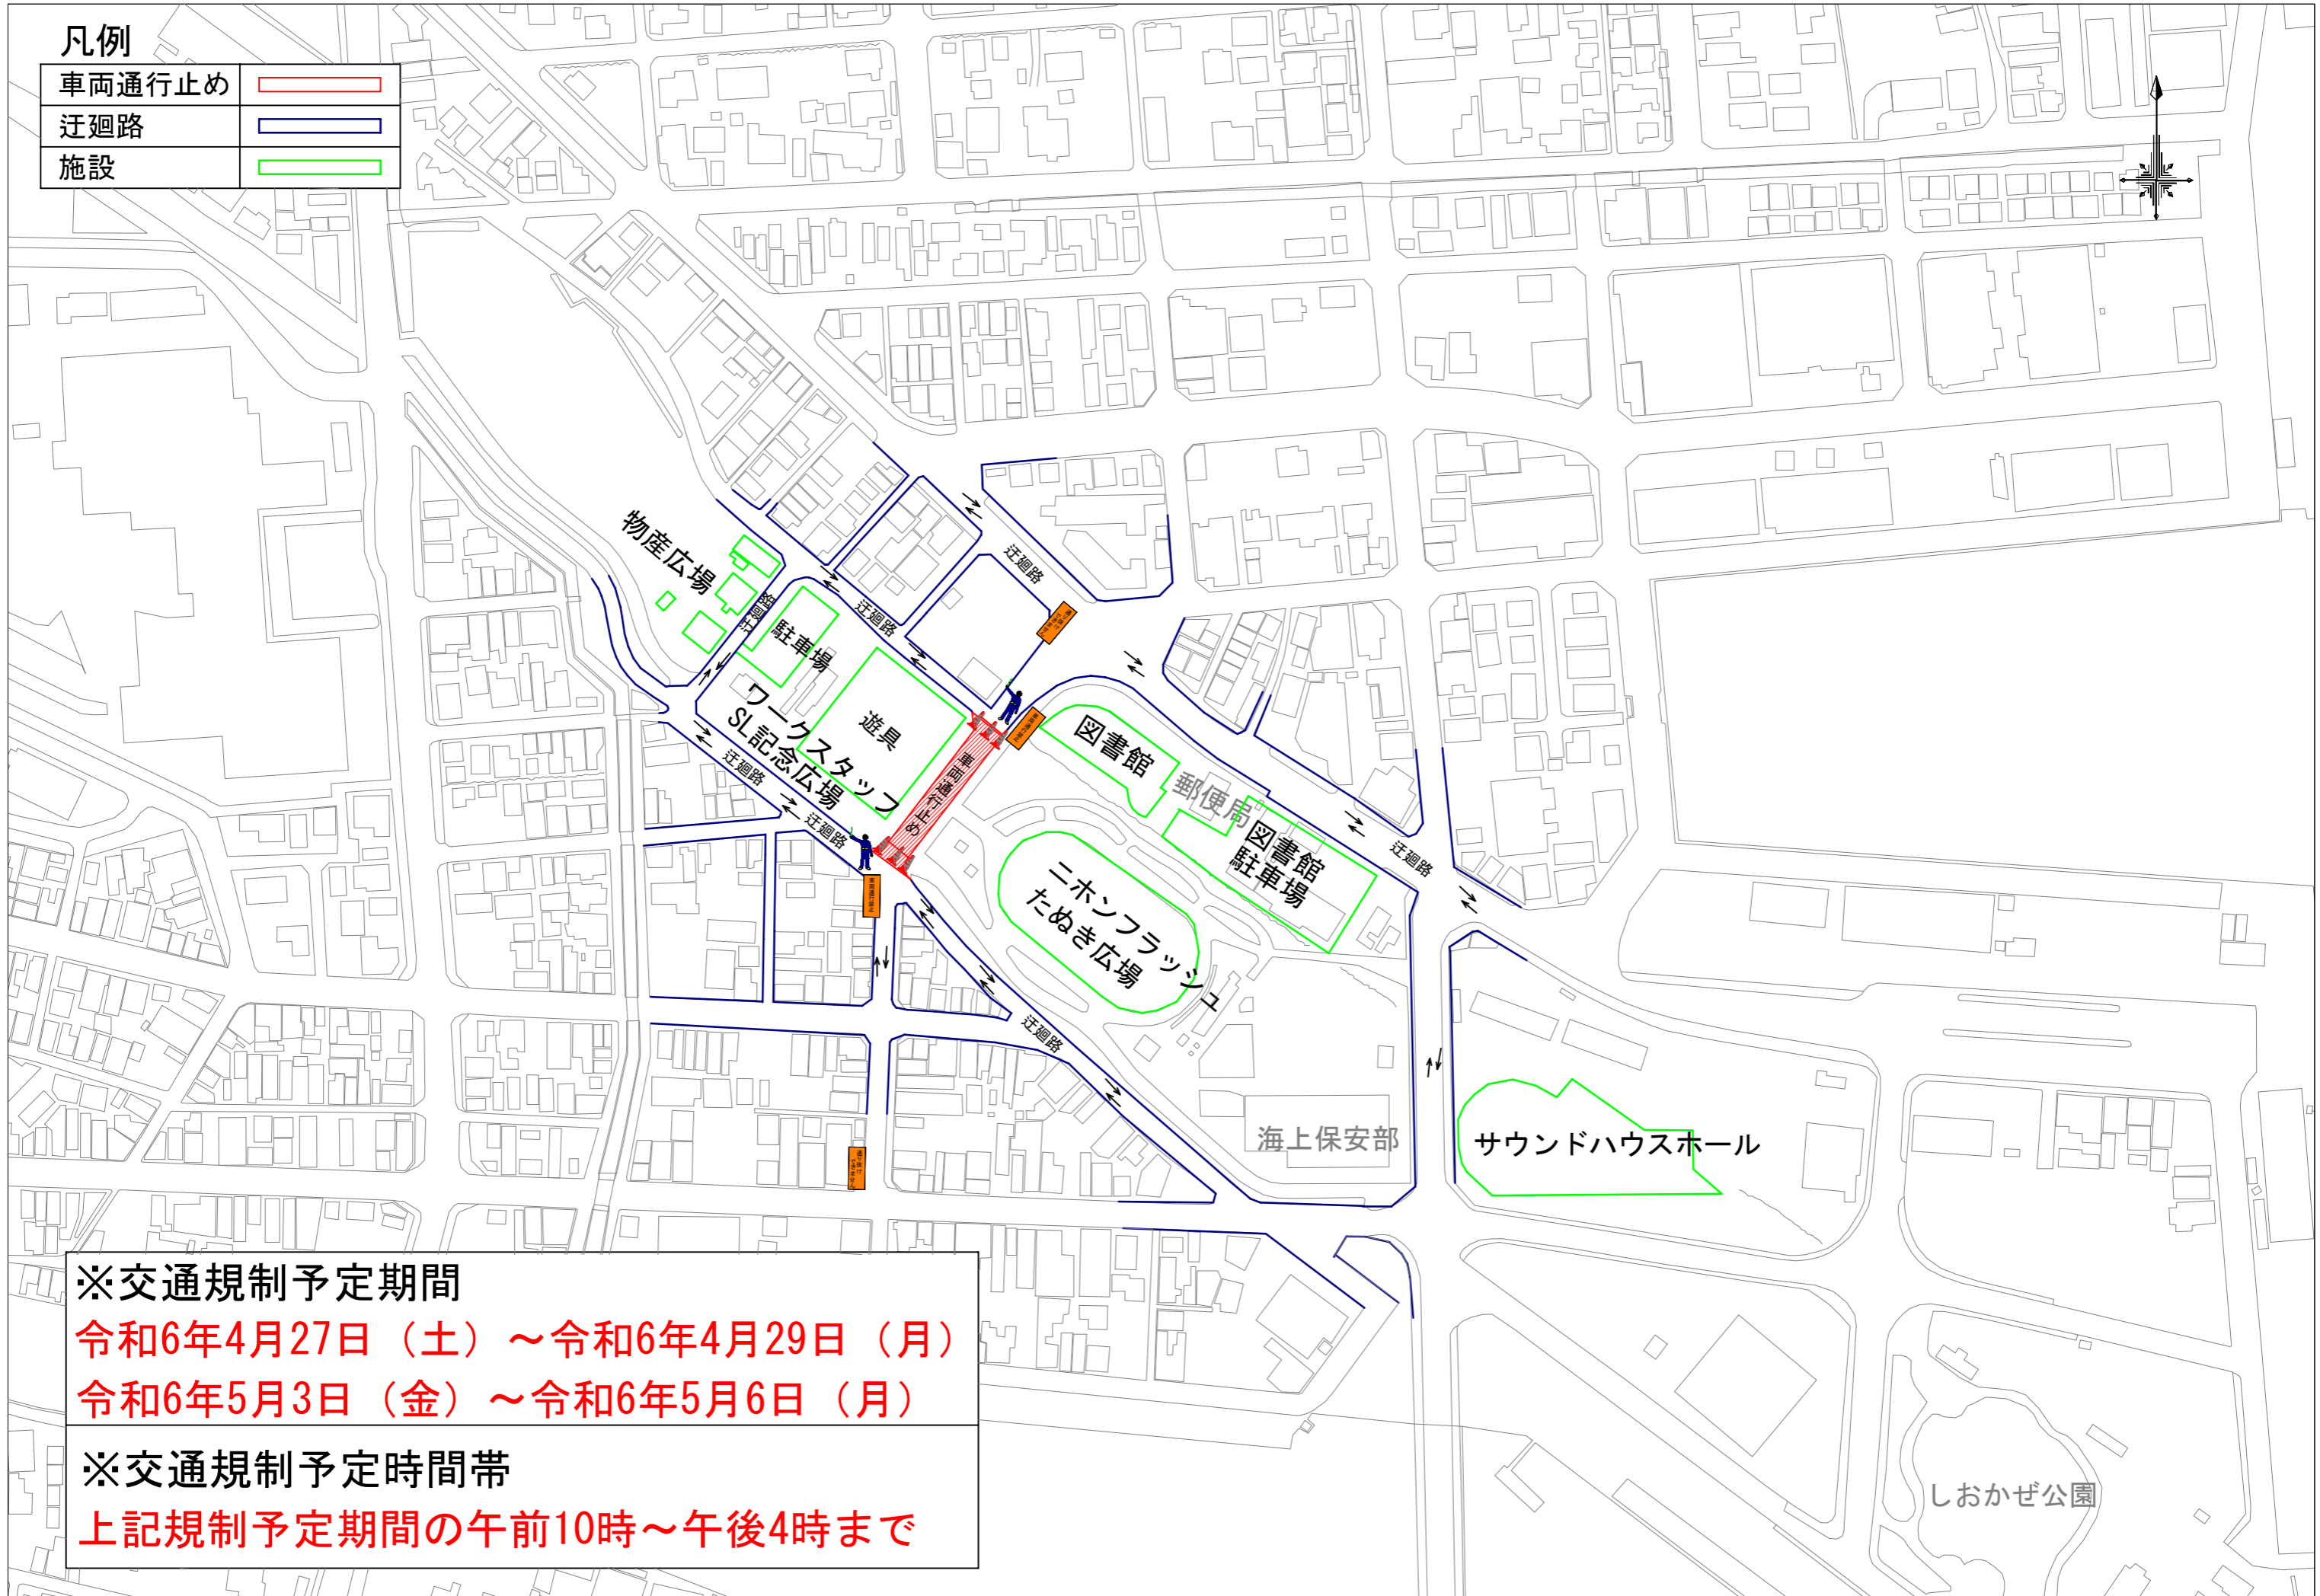 凡例
車両通行止め
迂廻路
施設
物産広場
迂廻路
駐車場
迂廻路
迂廻路
ワークスタッフ
SL記念広場
遊具
車両通行止め
図書館
郵便局
図書館
駐車場
迂廻路
迂廻路
迂廻路
ニホンフラッシュ
たぬき広場
迂廻路
海上保安部
サウンドハウスホール
しおかぜ公園
※交通規制予定期間
令和6年4月27日（土）～令和6年4月29日（月）
令和6年5月3日（金）～令和6年5月6日（月）
※交通規制予定時間帯
上記規制予定期間の午前10時～午後4時まで